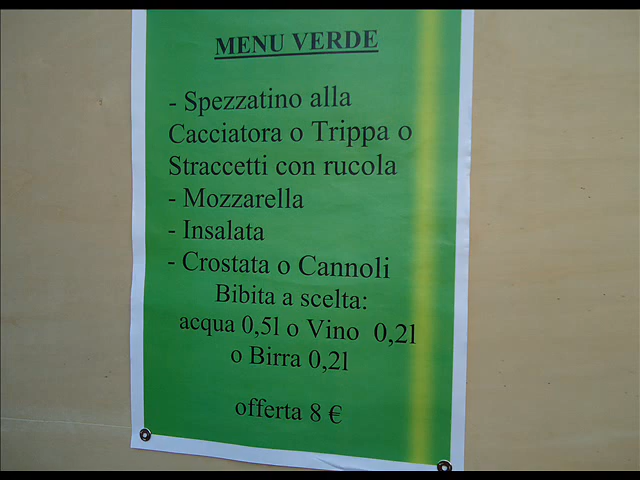 MENU VERDE
- Spezzatino alla
Cacciatora o Trippa o
Straccetti con rucola
- Mozzarella
- Insalata
- Crostata o Cannoli
Bibita a scelta:
acqua 0,5l o Vino 0,2l
o Birra 0,2l
offerta 8 €